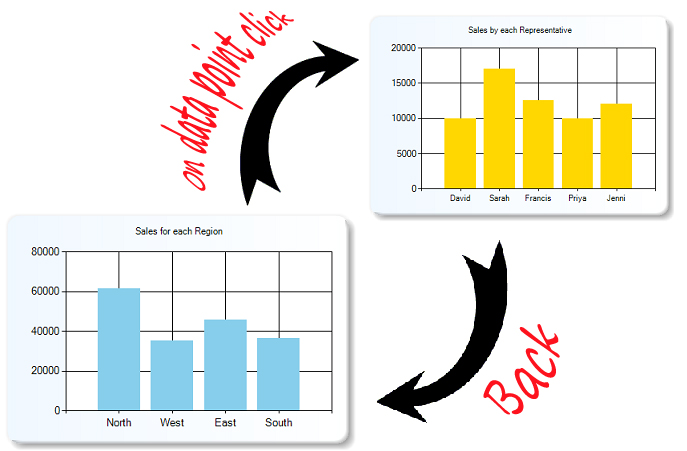 on data point click
Sales by each Representative
20000
15000
10000
5000
0
David Sarah Francis Priya Jenni
Sales for each Region
80000
60000
40000
20000
0
North West East South
Back